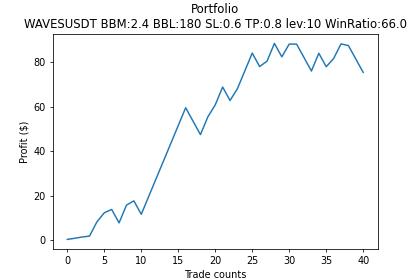 Portfolio
WAVESUSDT BBM:2.4 BBL:180 SL:0.6 TP:0.8 lev:10 WinRatio:66.0
Profit ($)
80
60
40
20
0
0 5 10 15 20 25 30 35 40
Trade counts